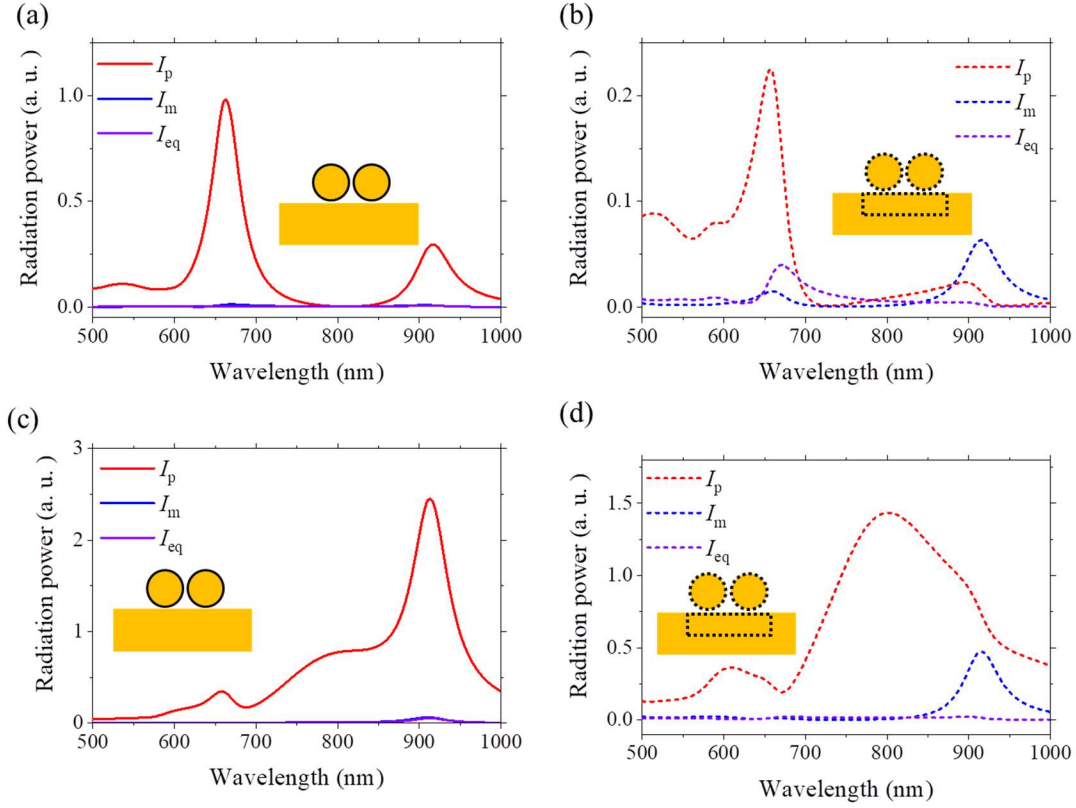 (a)
Radiation power (a. u. )
1.0
0.5
0.0
Ip
Im
Ieq
500 600 700 800 900 1000
Wavelength (nm)
(b)
Radiation power (a. u. )
0.2
0.1
0.0
Ip
Im
Ieq
500 600 700 800 900 1000
Wavelength (nm)
(c)
Radiation power (a. u. )
3
2
1
0
Ip
Im
Ieq
500 600 700 800 900 1000
Wavelength (nm)
(d)
Radition power (a. u. )
1.5
1.0
0.5
0.0
Ip
Im
Ieq
500 600 700 800 900 1000
Wavelength (nm)